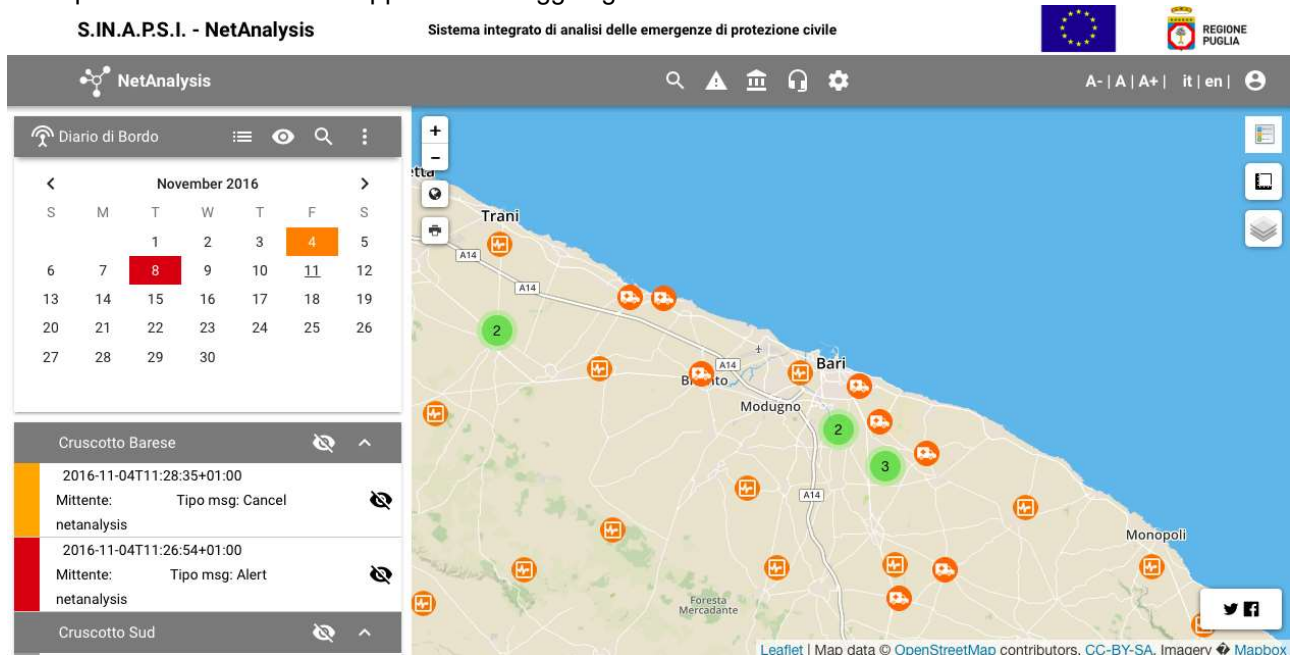 S.IN.A.P.S.I. - NetAnalysis
Sistema integrato di analisi delle emergenze di protezione civile
REGIONE
PUGLIA
NetAnalysis
A- | A | A+ | it | en |
Diario di Bordo
November 2016
S M T W T F S
1 2 3 4 5
6 7 8 9 10 11 12
13 14 15 16 17 18 19
20 21 22 23 24 25 26
27 28 29 30
Cruscotto Barese
2016-11-04T11:28:35+01:00
Mittente: Tipo msg: Cancel
netanalysis
2016-11-04T11:26:54+01:00
Mittente: Tipo msg: Alert
netanalysis
Cruscotto Sud
+
−
Trani
A14
A14
2
A14
Bari
Modugno
2
3
A14
Monopoli
Foresta
Mercadante
Leaflet | Map data © OpenStreetMap contributors, CC-BY-SA, Imagery � Mapbox